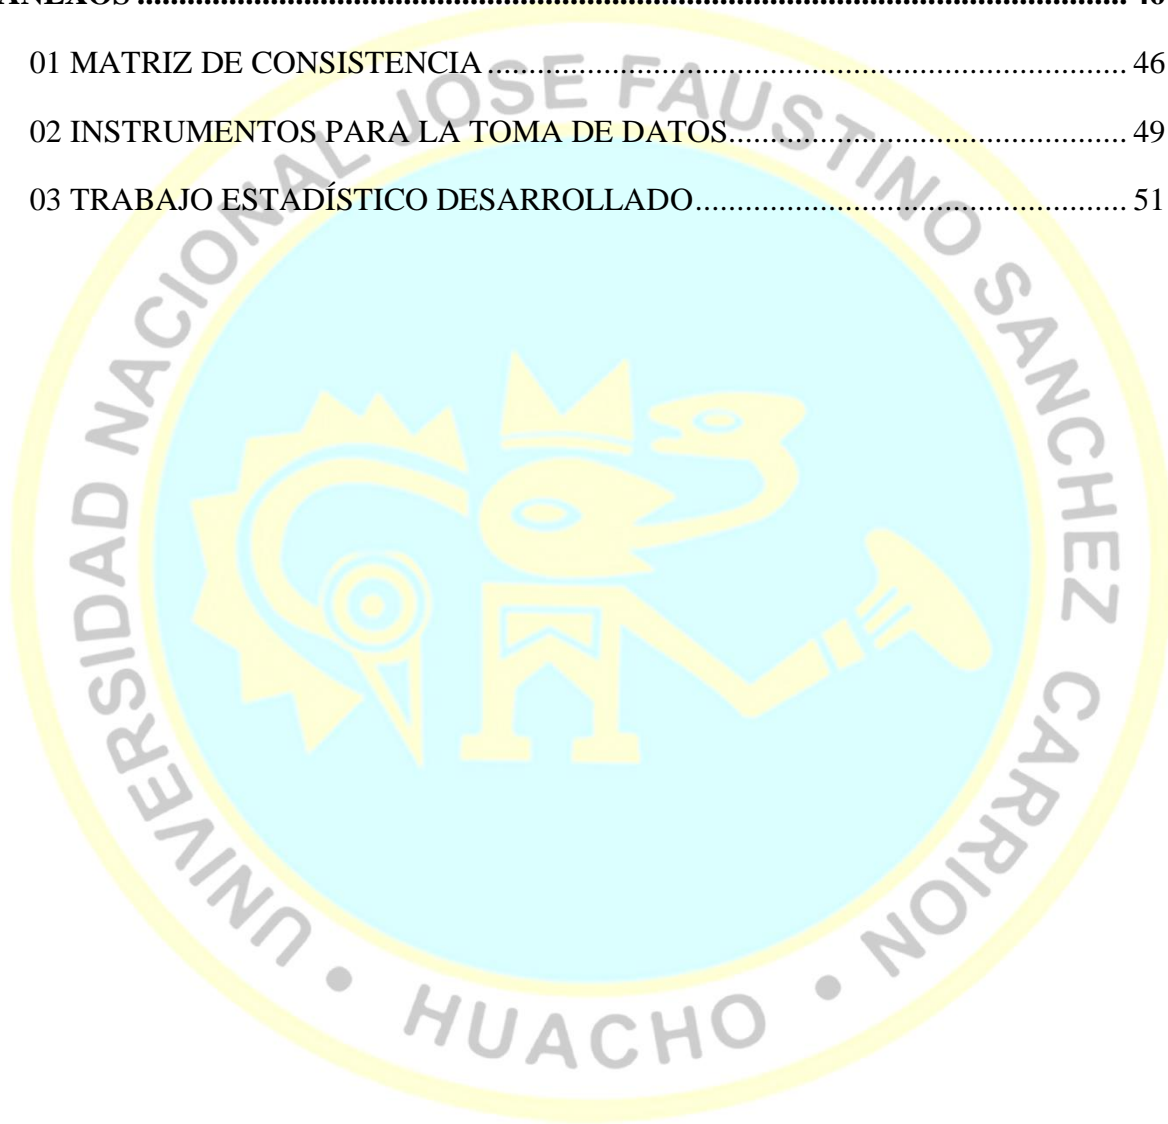 ANEXOS ........................................................................................................................ 46
01 MATRIZ DE CONSISTENCIA ............................................................................. 46
02 INSTRUMENTOS PARA LA TOMA DE DATOS................................................ 49
03 TRABAJO ESTADÍSTICO DESARROLLADO.................................................... 51
UNIVERSIDAD NACIONAL JOSE FAUSTINO SANCHEZ CARRION
• HUACHO •